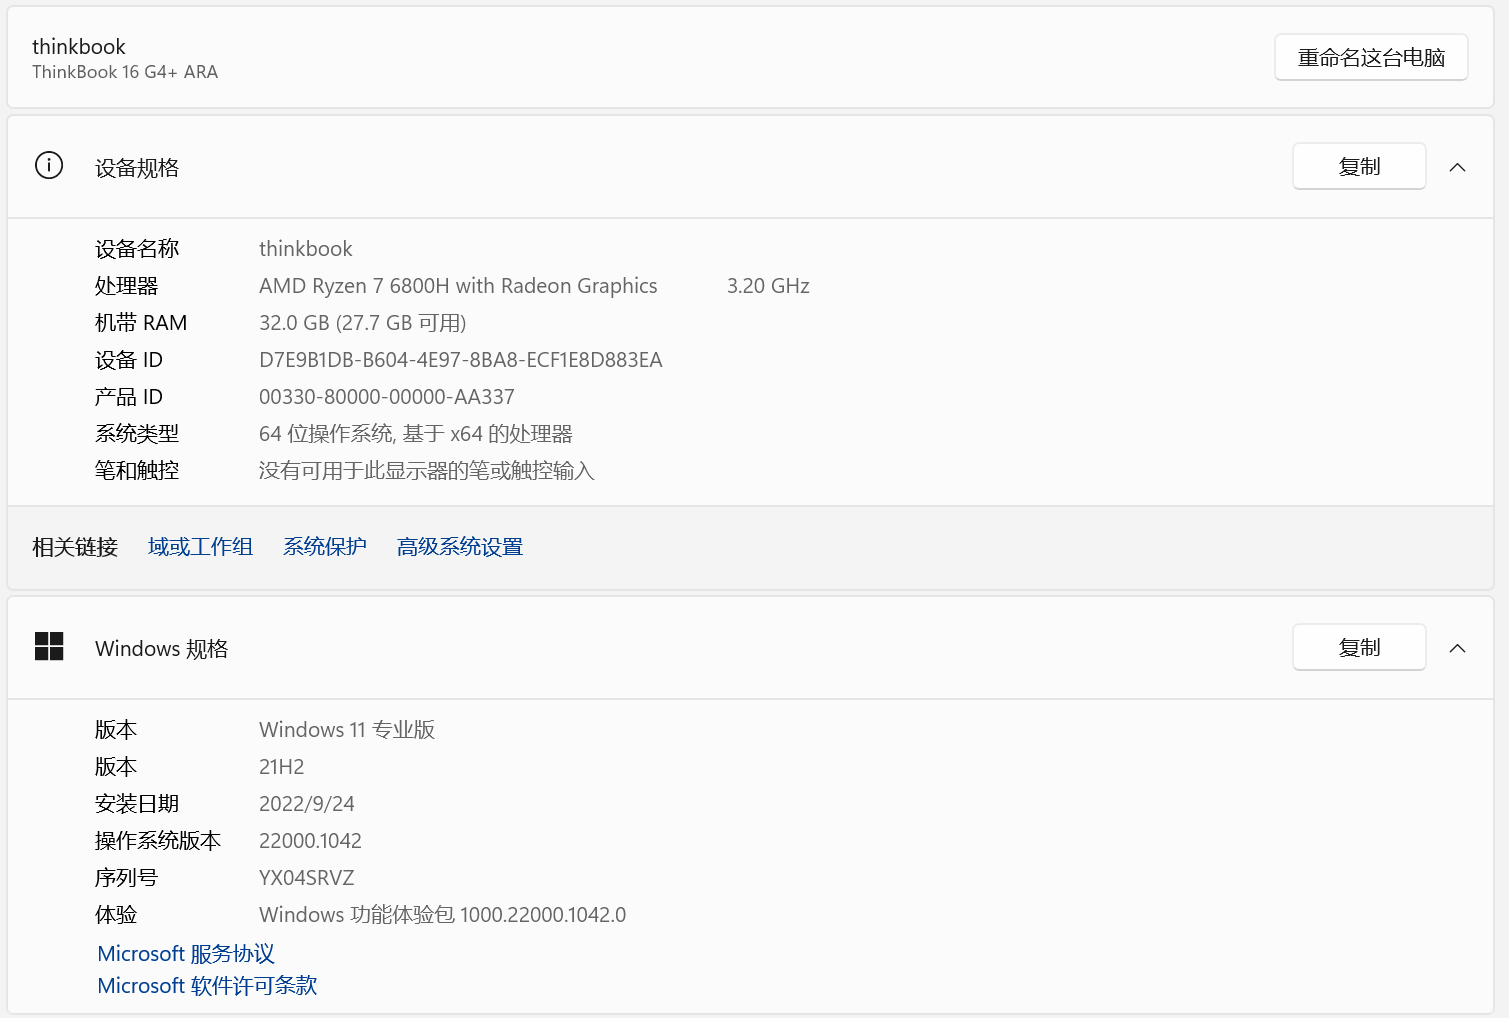 thinkbook
ThinkBook 16 G4+ ARA
重命名这台电脑
设备规格
复制
设备名称 thinkbook
处理器 AMD Ryzen 7 6800H with Radeon Graphics 3.20 GHz
机带 RAM 32.0 GB (27.7 GB 可用)
设备 ID D7E9B1DB-B604-4E97-8BA8-ECF1E8D883EA
产品 ID 00330-80000-00000-AA337
系统类型 64 位操作系统, 基于 x64 的处理器
笔和触控 没有可用于此显示器的笔或触控输入
相关链接 域或工作组 系统保护 高级系统设置
Windows 规格
复制
版本 Windows 11 专业版
版本 21H2
安装日期 2022/9/24
操作系统版本 22000.1042
序列号 YX04SRVZ
体验 Windows 功能体验包 1000.22000.1042.0
Microsoft 服务协议
Microsoft 软件许可条款